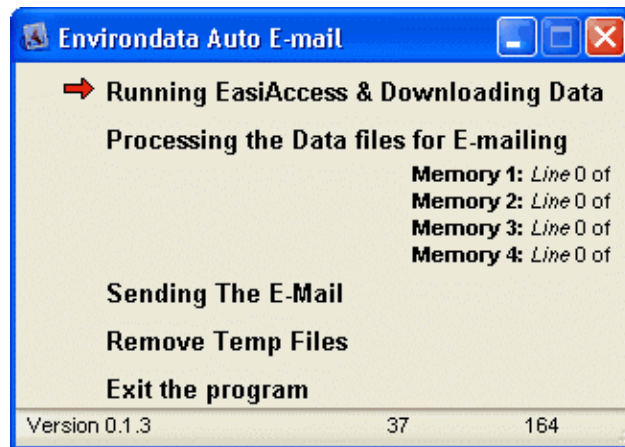 Environdata Auto E-mail
Running EasiAccess & Downloading Data
Processing the Data files for E-mailing
Memory 1: Line 0 of
Memory 2: Line 0 of
Memory 3: Line 0 of
Memory 4: Line 0 of
Sending The E-Mail
Remove Temp Files
Exit the program
Version 0.1.3 37 164